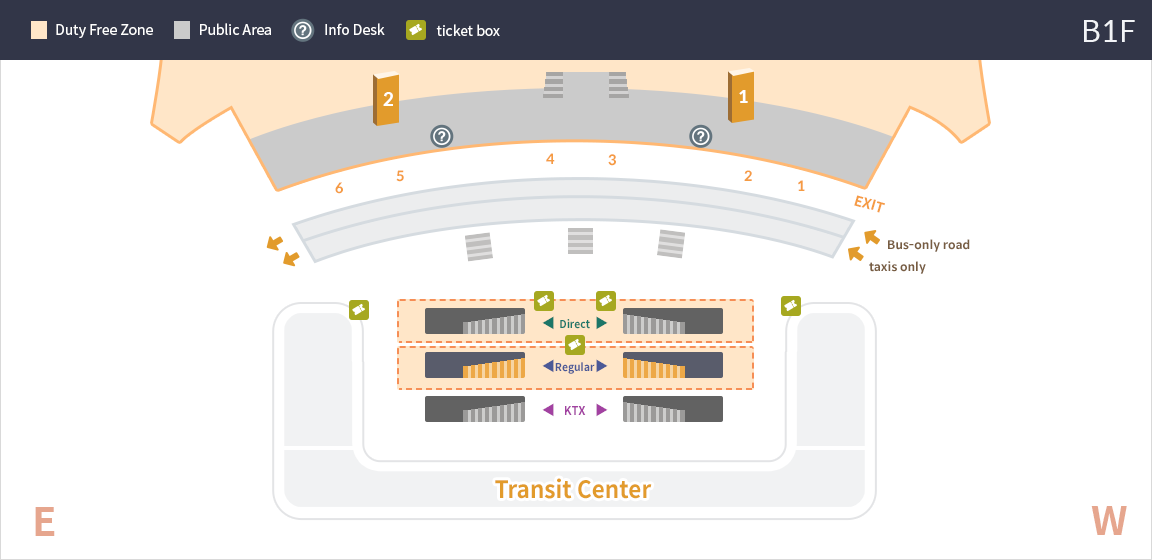 Duty Free Zone
Public Area
? Info Desk
ticket box
B1F
2
1
?
?
4
3
5
2
6
1
EXIT
Bus-only road
taxis only
Direct
Regular
KTX
Transit Center
E
W